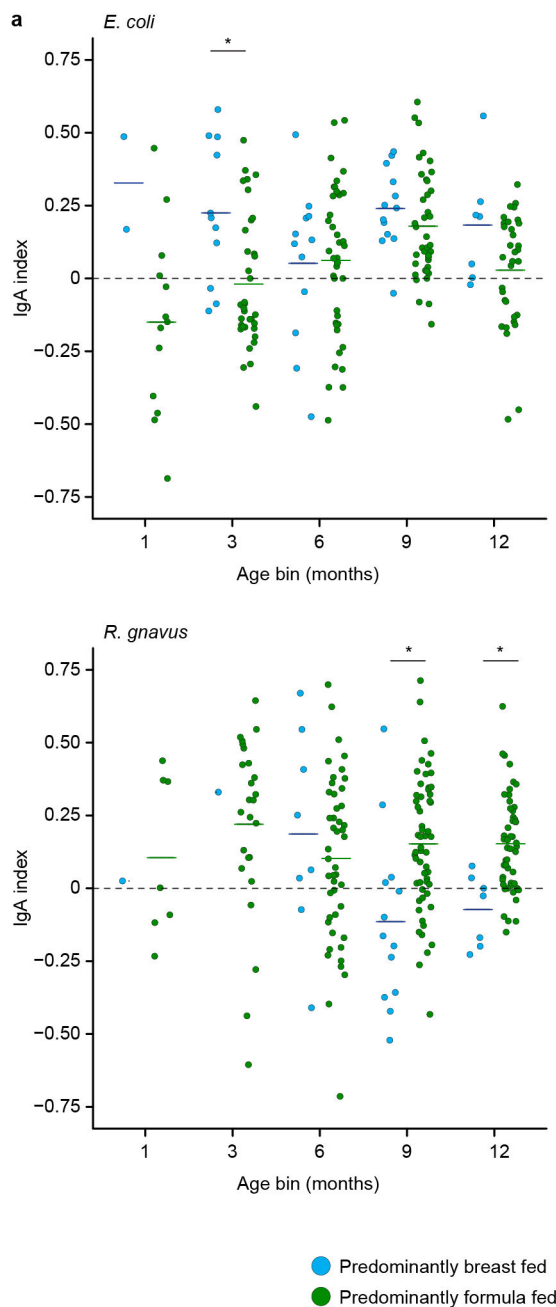 a
E. coli
*
0.75
0.50
0.25
0
−0.25
−0.50
−0.75
IgA index
1 3 6 9 12
Age bin (months)
R. gnavus
* *
0.75
0.50
0.25
0
−0.25
−0.50
−0.75
IgA index
1 3 6 9 12
Age bin (months)
Predominantly breast fed
Predominantly formula fed